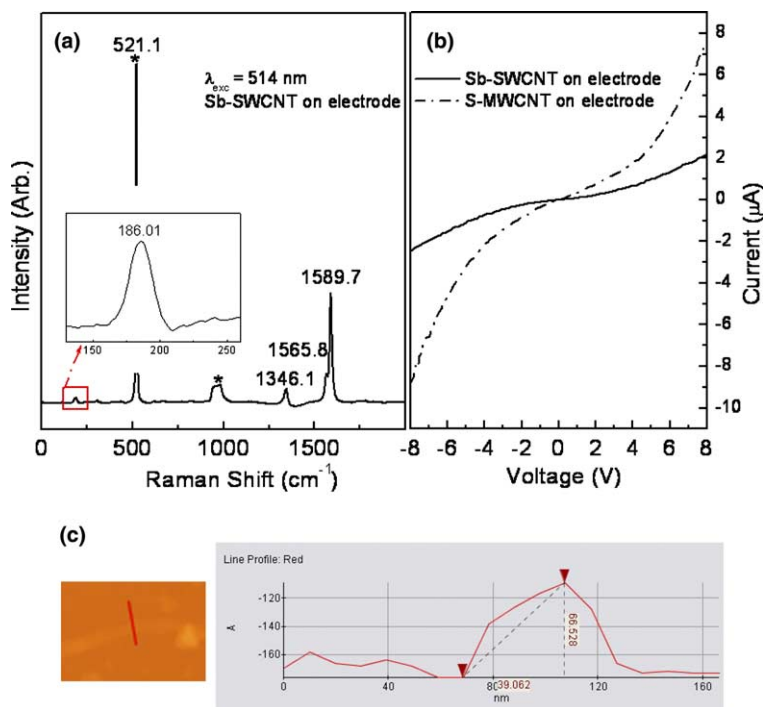 (a)
521.1
*
λexc = 514 nm
Sb-SWCNT on electrode
Intensity (Arb.)
186.01
150 200 250
1589.7
1565.8
1346.1
*
0 500 1000 1500
Raman Shift (cm-1)
(b)
Sb-SWCNT on electrode
S-MWCNT on electrode
8
6
4
2
0
-2
-4
-6
-8
-10
Current (μA)
-8 -6 -4 -2 0 2 4 6 8
Voltage (V)
(c)
Line Profile: Red
-120
-140
-160
A
66.528
39.062
0 40 80 120 160
nm